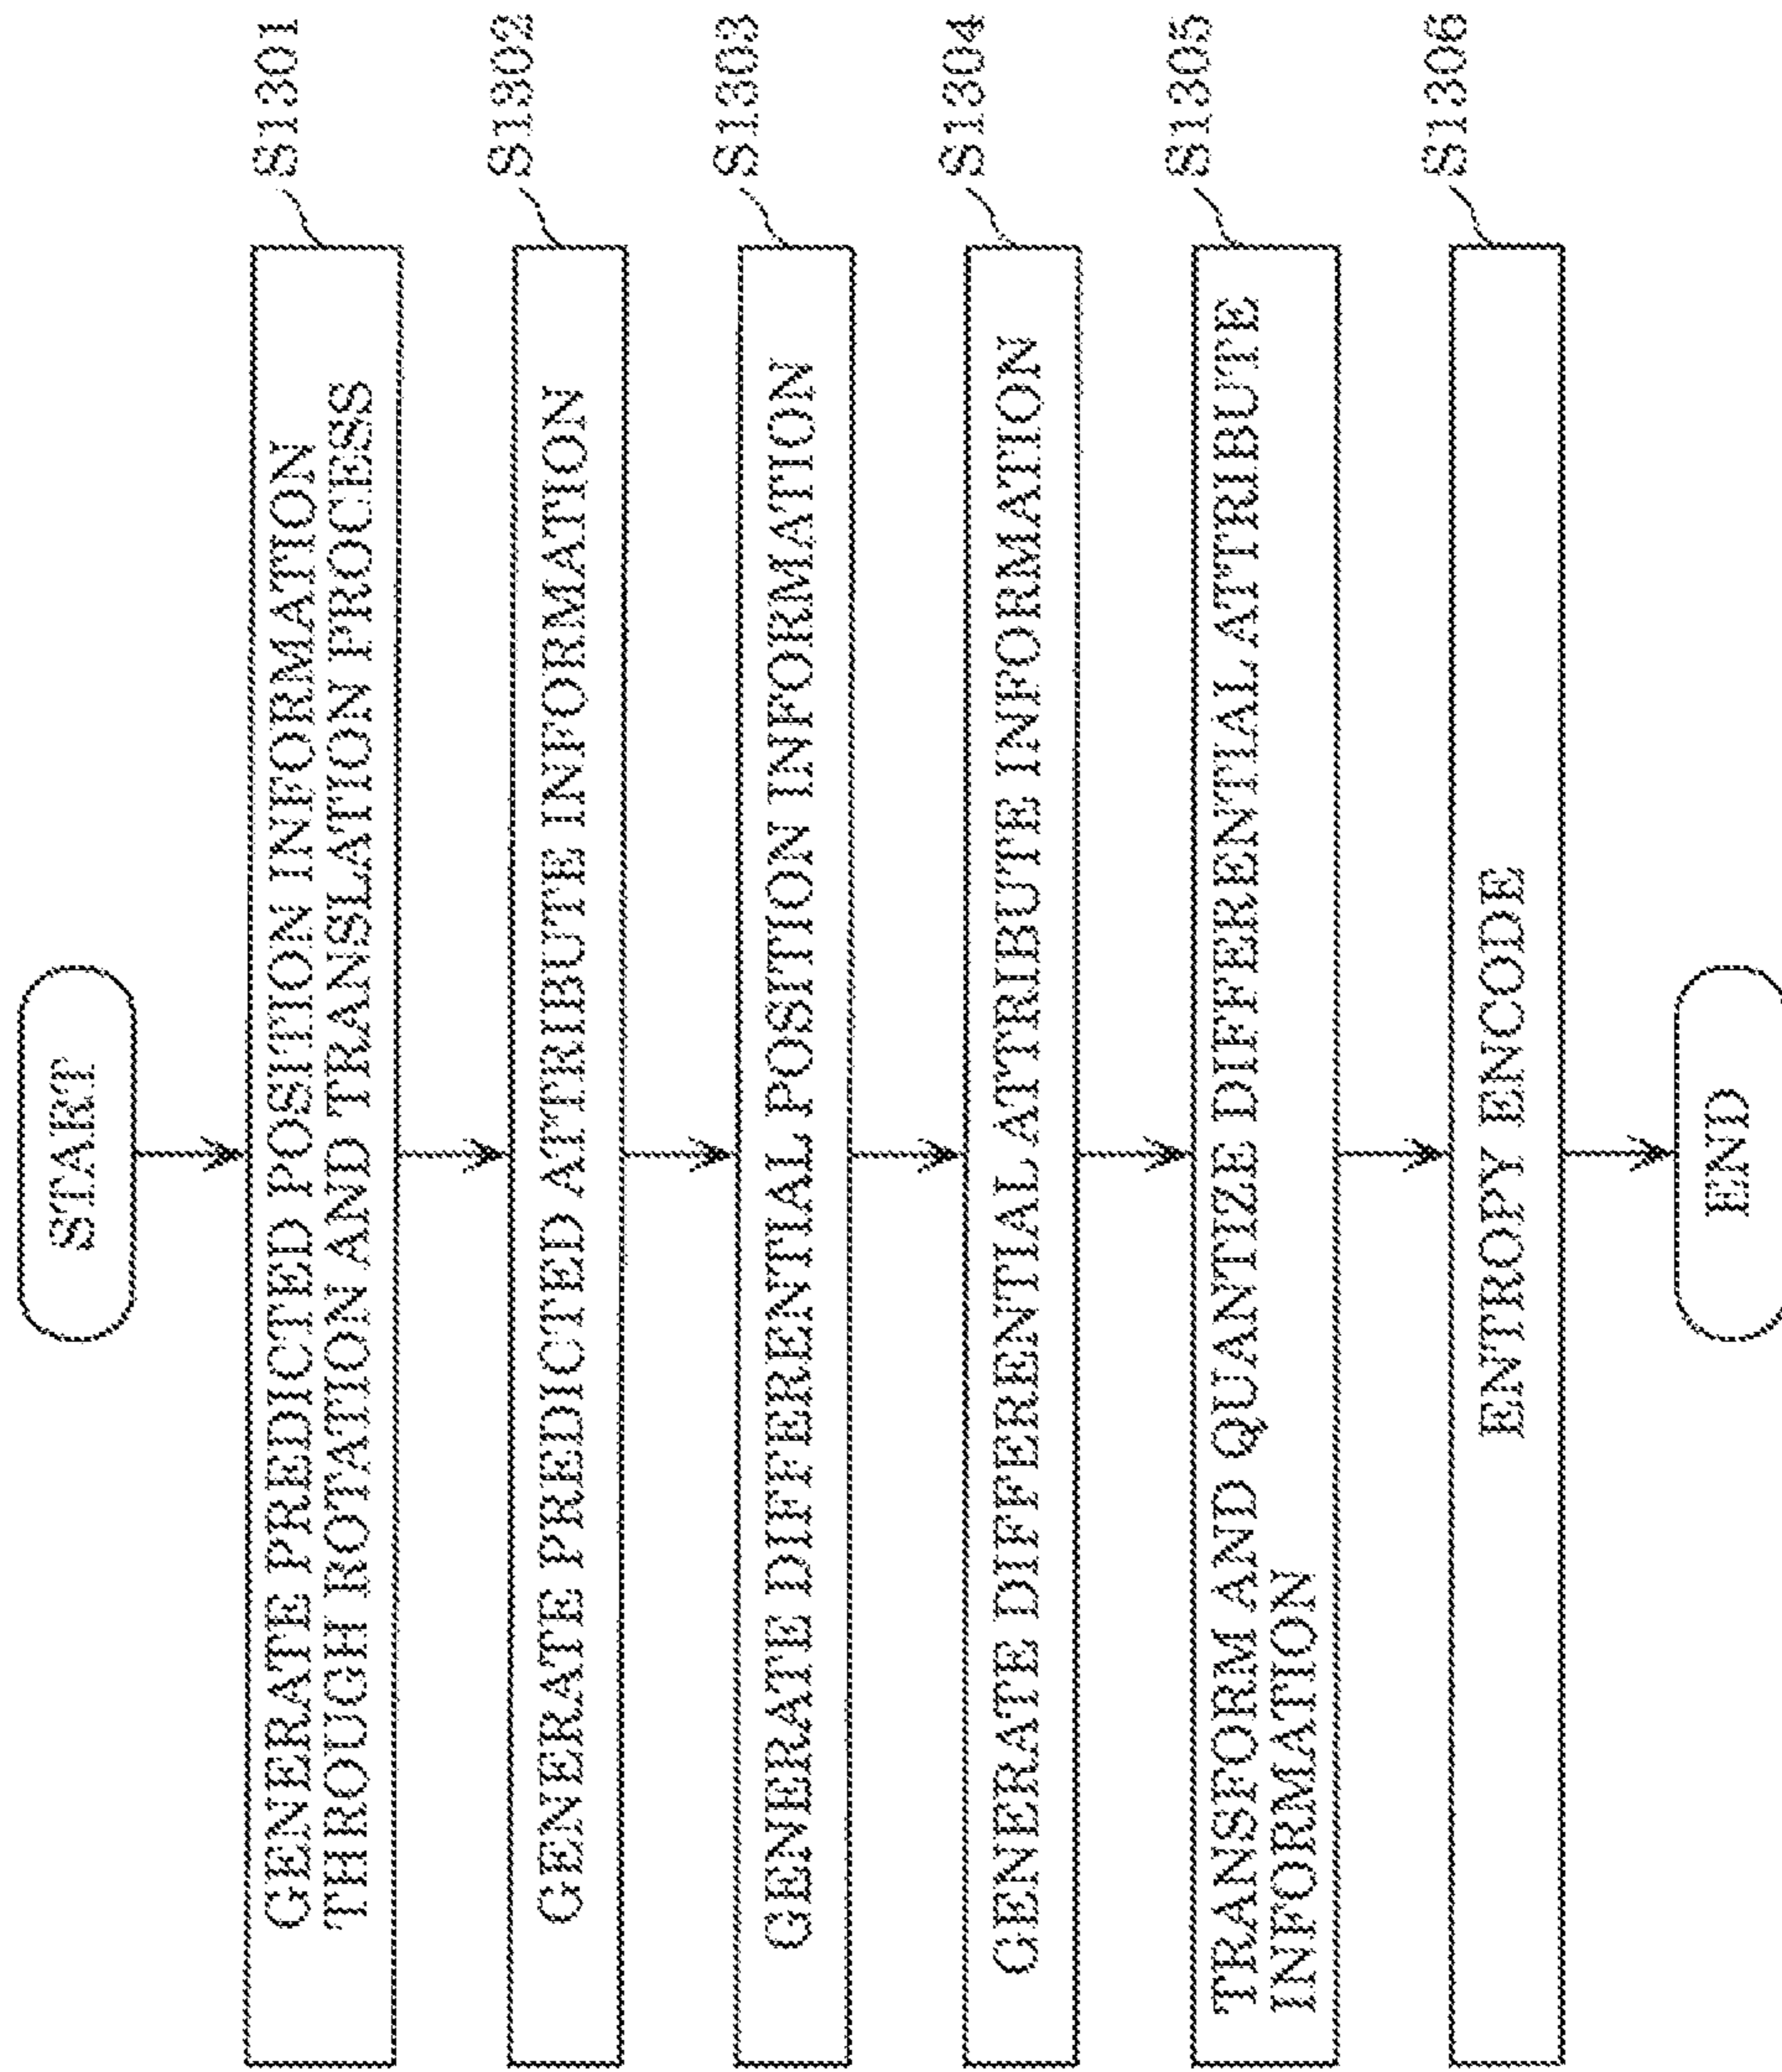 START
GENERATE PREDICTED POSITION INFORMATION
THROUGH ROTATION AND TRANSLATION PROCESS
S1301
GENERATE PREDICTED ATTRIBUTE INFORMATION
S1302
GENERATE DIFFERENTIAL POSITION INFORMATION
S1303
GENERATE DIFFERENTIAL ATTRIBUTE INFORMATION
S1304
TRANSFORM AND QUANTIZE DIFFERENTIAL ATTRIBUTE
INFORMATION
S1305
ENTROPY ENCODE
S1306
END